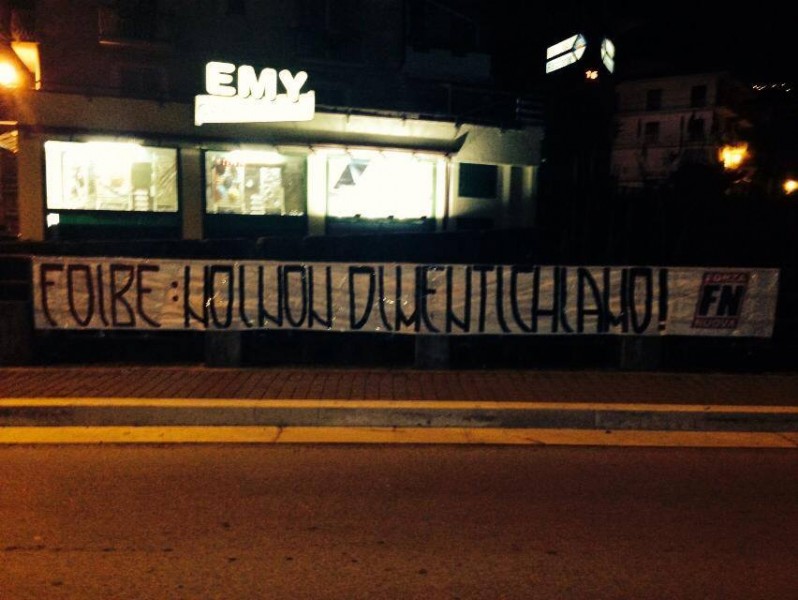 EMY
FOIBE: NOI NON DIMENTICHIAMO!
FORZA
FN
NUOVA